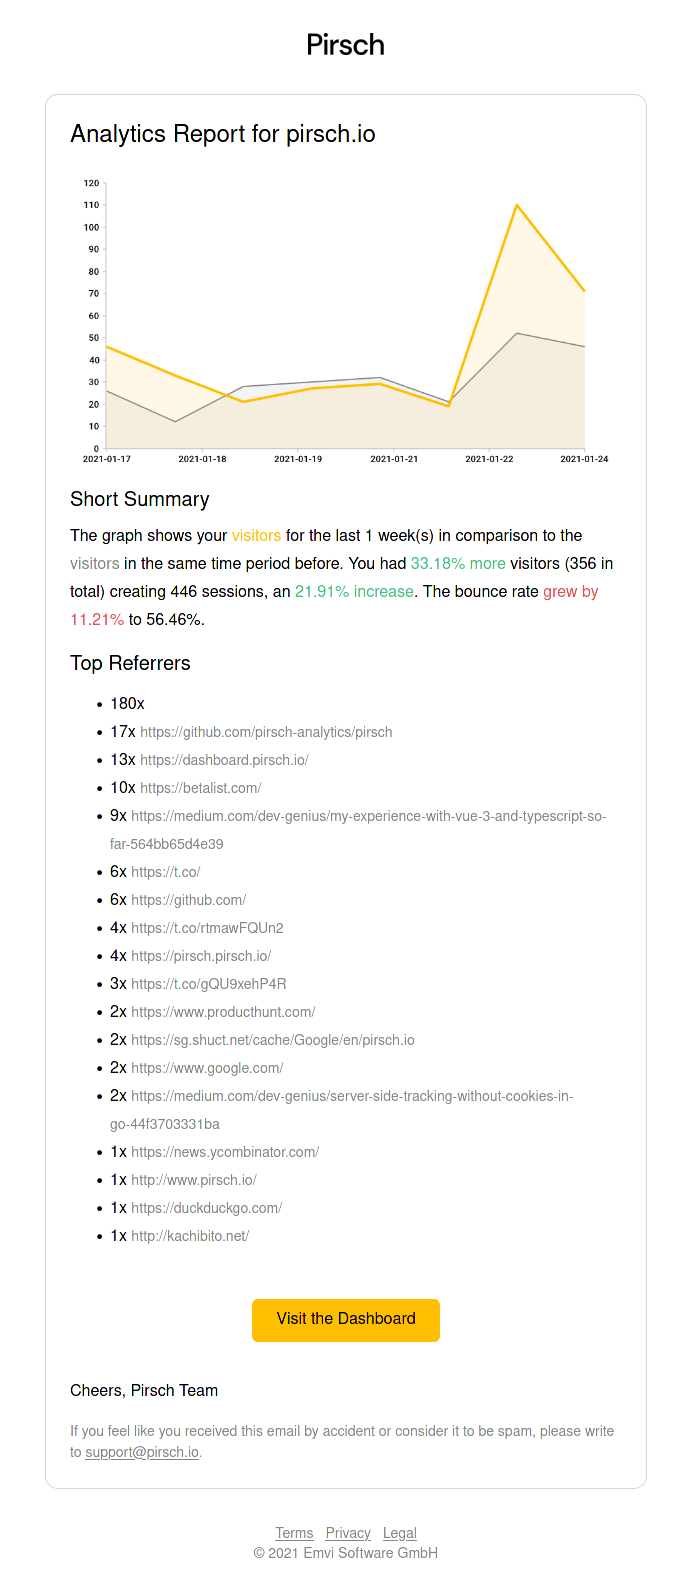 Pirsch
Analytics Report for pirsch.io
120
110
100
90
80
70
60
50
40
30
20
10
0
2021-01-17 2021-01-18 2021-01-19 2021-01-21 2021-01-22 2021-01-24
Short Summary
The graph shows your visitors for the last 1 week(s) in comparison to the
visitors in the same time period before. You had 33.18% more visitors (356 in
total) creating 446 sessions, an 21.91% increase. The bounce rate grew by
11.21% to 56.46%.
Top Referrers
• 180x
• 17x https://github.com/pirsch-analytics/pirsch
• 13x https://dashboard.pirsch.io/
• 10x https://betalist.com/
• 9x https://medium.com/dev-genius/my-experience-with-vue-3-and-typescript-so-
far-564bb65d4e39
• 6x https://t.co/
• 6x https://github.com/
• 4x https://t.co/rtmawFQUn2
• 4x https://pirsch.pirsch.io/
• 3x https://t.co/gQU9xehP4R
• 2x https://www.producthunt.com/
• 2x https://sg.shuct.net/cache/Google/en/pirsch.io
• 2x https://www.google.com/
• 2x https://medium.com/dev-genius/server-side-tracking-without-cookies-in-
go-44f3703331ba
• 1x https://news.ycombinator.com/
• 1x http://www.pirsch.io/
• 1x https://duckduckgo.com/
• 1x http://kachibito.net/
Visit the Dashboard
Cheers, Pirsch Team
If you feel like you received this email by accident or consider it to be spam, please write
to support@pirsch.io.
Terms Privacy Legal
© 2021 Emvi Software GmbH